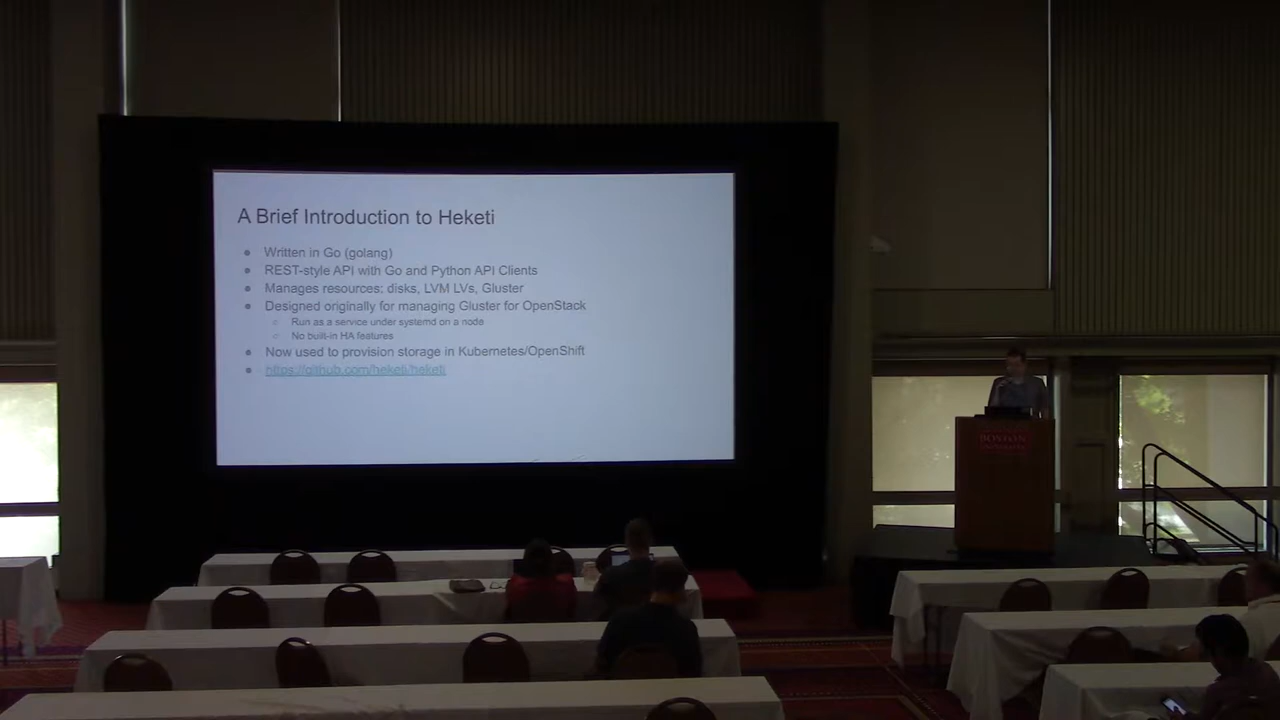 A Brief Introduction to Heketi
● Written in Go (golang)
● REST-style API with Go and Python API Clients
● Manages resources: disks, LVM LVs, Gluster
● Designed originally for managing Gluster for OpenStack
○ Run as a service under systemd on a node
○ No built-in HA features
● Now used to provision storage in Kubernetes/OpenShift
● https://github.com/heketi/heketi
BOSTON